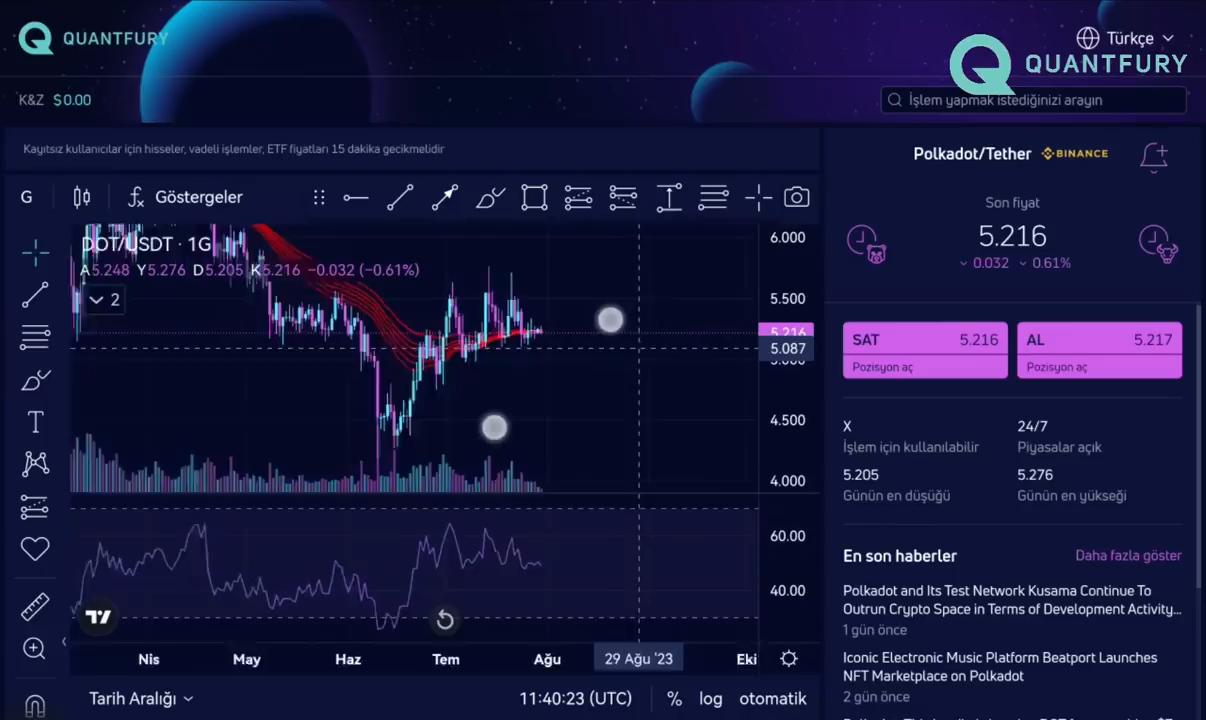 QUANTFURY
Türkçe
QUANTFURY
K&Z $0.00
İşlem yapmak istediğinizi arayın
Kayıtsız kullanıcılar için hisseler, vadeli işlemler, ETF fiyatları 15 dakika gecikmelidir
Polkadot/Tether BINANCE
G
Göstergeler
Son fiyat
5.216
0.032 0.61%
DOT/USDT · 1G
A5.248 Y5.276 D5.205 K5.216 −0.032 (−0.61%)
2
6.000
5.500
5.216
5.087
5.000
4.500
4.000
60.00
40.00
SAT 5.216
Pozisyon aç
AL 5.217
Pozisyon aç
X
İşlem için kullanılabilir
24/7
Piyasalar açık
5.205
Günün en düşüğü
5.276
Günün en yükseği
En son haberler
Daha fazla göster
Polkadot and Its Test Network Kusama Continue To
Outrun Crypto Space in Terms of Development Activity...
1 gün önce
Iconic Electronic Music Platform Beatport Launches
NFT Marketplace on Polkadot
2 gün önce
Nis May Haz Tem Ağu 29 Ağu '23 Eki
Tarih Aralığı
11:40:23 (UTC)
% log otomatik